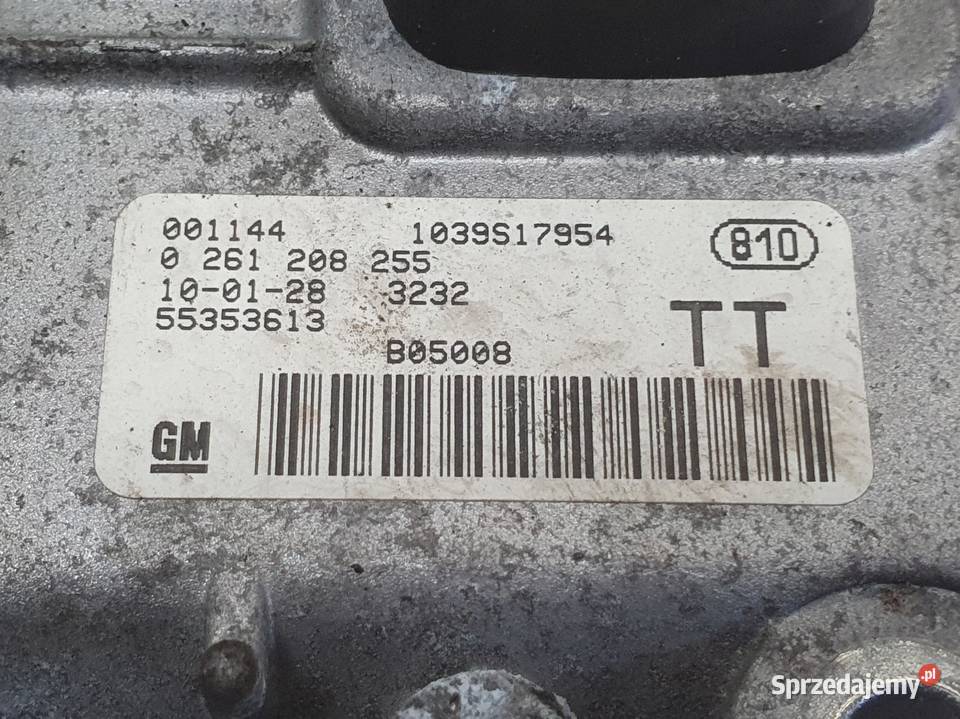 001144 1039S17954 810
0 261 208 255
10-01-28 3232
55353613 TT
B05008
GM
Sprzedajemy.pl